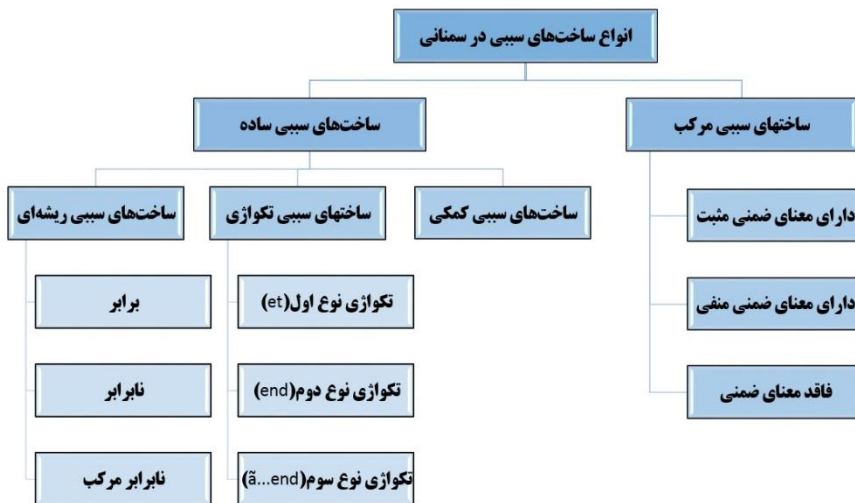 انواع ساخت‌های سببی در سمنانی
ساختهای سببی مرکب
ساخت‌های سببی ساده
ساخت‌های سببی کمکی
ساختهای سببی تکواژی
ساخت‌های سببی ریشه‌ای
دارای معنای ضمنی مثبت
تکواژی نوع اول(et)
برابر
دارای معنای ضمنی منفی
تکواژی نوع دوم(end)
نابرابر
فاقد معنای ضمنی
تکواژی نوع سوم(ã...end)
نابرابر مرکب